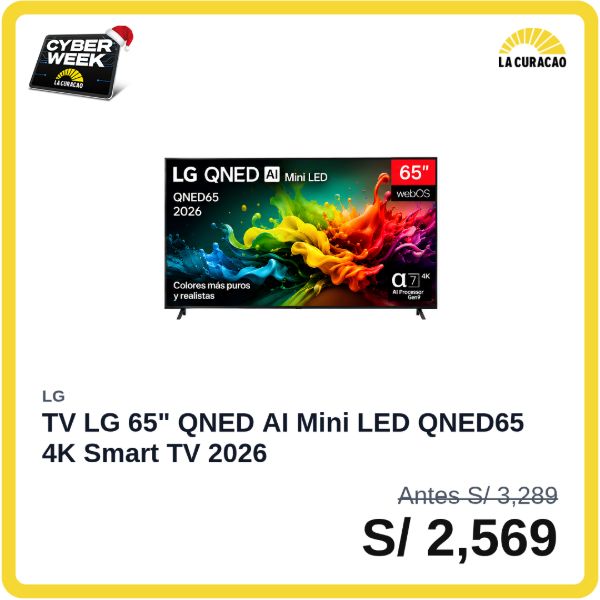 CYBER
WEEK
LA CURACAO
LA CURACAO
LG QNED AI Mini LED
65"
QNED65
2026
webOS
Colores más puros
y realistas
α7 4K
AI Processor
Gen9
LG
TV LG 65" QNED AI Mini LED QNED65
4K Smart TV 2026
Antes S/ 3,289
S/ 2,569